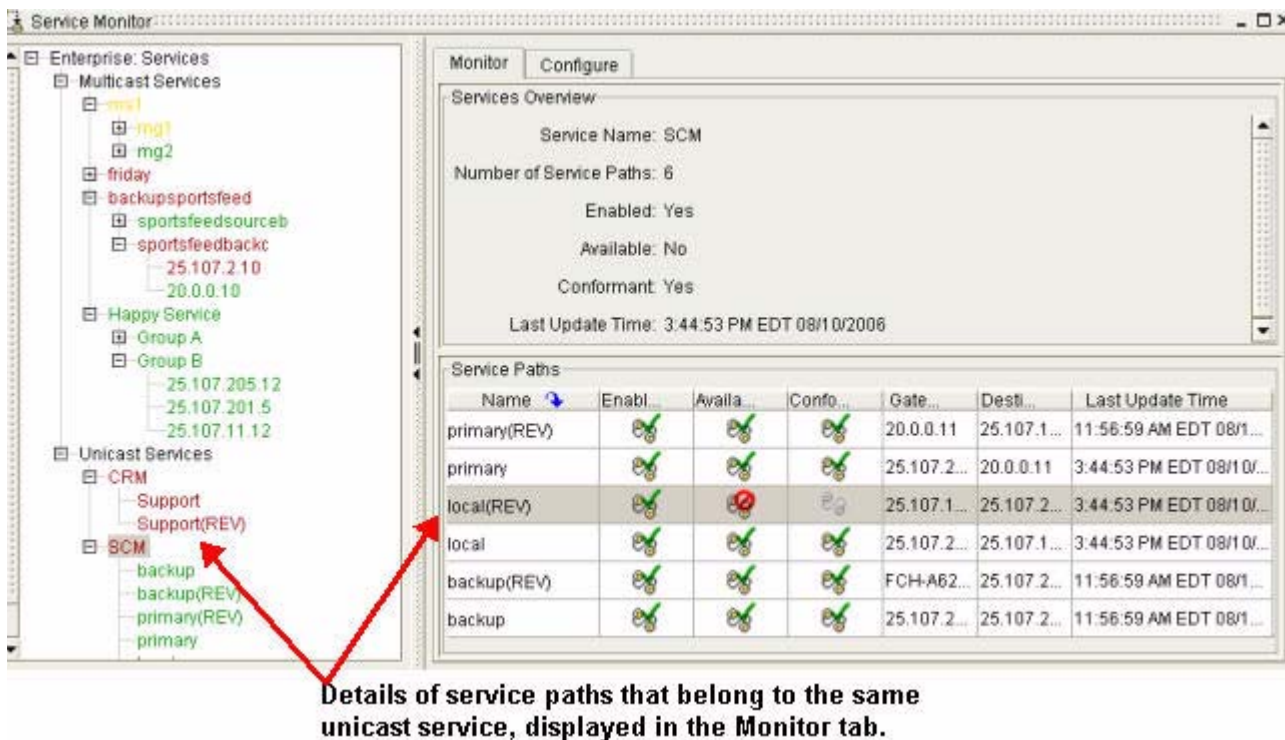 Service Monitor
Enterprise: Services
Multicast Services
ms1
mg1
mg2
friday
backupsportsfeed
sportsfeedsourceb
sportsfeedbackc
25.107.2.10
20.0.0.10
Happy Service
Group A
Group B
25.107.205.12
25.107.201.5
25.107.11.12
Unicast Services
CRM
Support
Support(REV)
SCM
backup
backup(REV)
primary(REV)
primary
Monitor Configure
Services Overview
Service Name: SCM
Number of Service Paths: 6
Enabled: Yes
Available: No
Conformant: Yes
Last Update Time: 3:44:53 PM EDT 08/10/2006
Service Paths
Name Enabl... Availa... Confo... Gate... Desti... Last Update Time
primary(REV) 20.0.0.11 25.107.1... 11:56:59 AM EDT 08/1...
primary 25.107.2... 20.0.0.11 3:44:53 PM EDT 08/10/...
local(REV) 25.107.1... 25.107.2... 3:44:53 PM EDT 08/10/...
local 25.107.2... 25.107.1... 3:44:53 PM EDT 08/10/...
backup(REV) FCH-A62... 25.107.2... 11:56:59 AM EDT 08/1...
backup 25.107.2... 25.107.2... 11:56:59 AM EDT 08/1...
Details of service paths that belong to the same
unicast service, displayed in the Monitor tab.